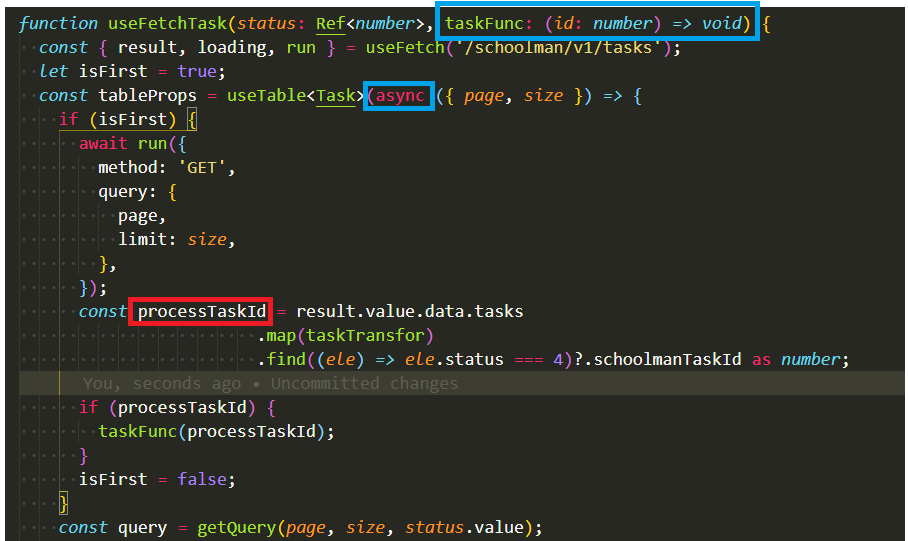 function useFetchTask(status: Ref<number>, taskFunc: (id: number) => void) {
const { result, loading, run } = useFetch('/schoolman/v1/tasks');
let isFirst = true;
const tableProps = useTable<Task>(async ({ page, size }) => {
if (isFirst) {
await run({
method: 'GET',
query: {
page,
limit: size,
},
});
const processTaskId = result.value.data.tasks
.map(taskTransfor)
.find((ele) => ele.status === 4)?.schoolmanTaskId as number;
You, seconds ago • Uncommitted changes
if (processTaskId) {
taskFunc(processTaskId);
}
isFirst = false;
}
const query = getQuery(page, size, status.value);